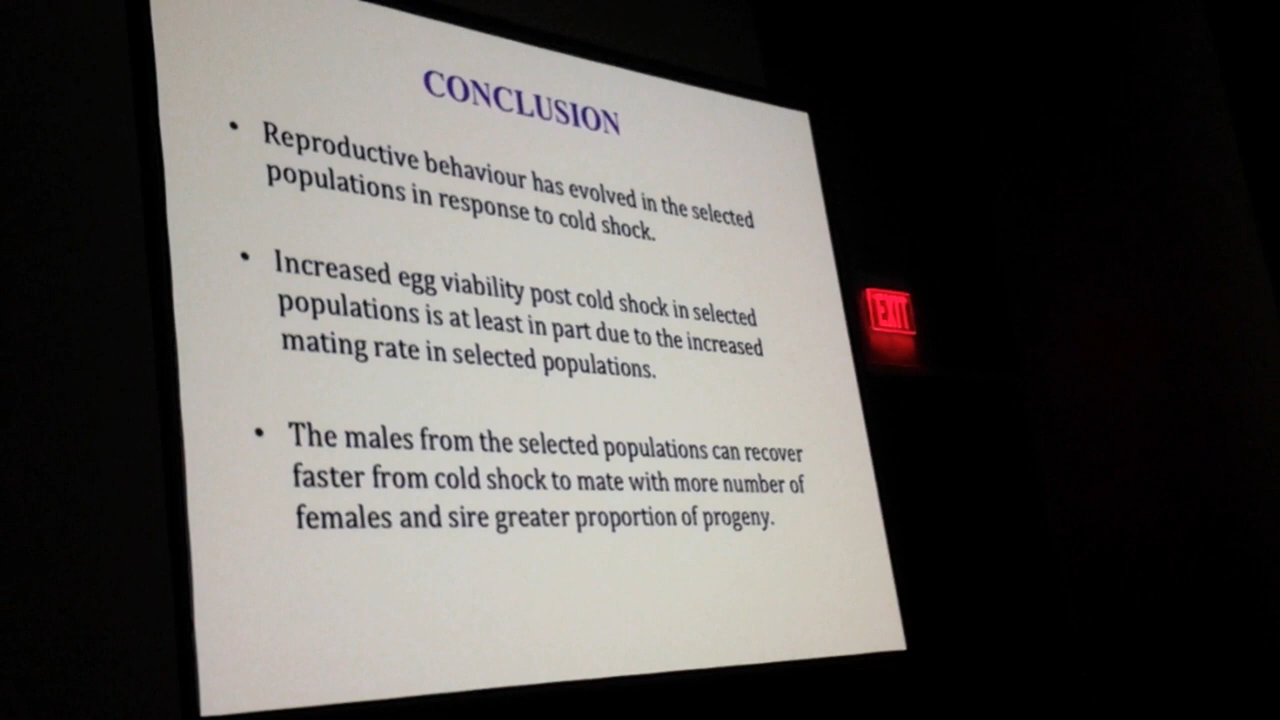 CONCLUSION
• Reproductive behaviour has evolved in the selected
populations in response to cold shock.
• Increased egg viability post cold shock in selected
populations is at least in part due to the increased
mating rate in selected populations.
• The males from the selected populations can recover
faster from cold shock to mate with more number of
females and sire greater proportion of progeny.
EXIT